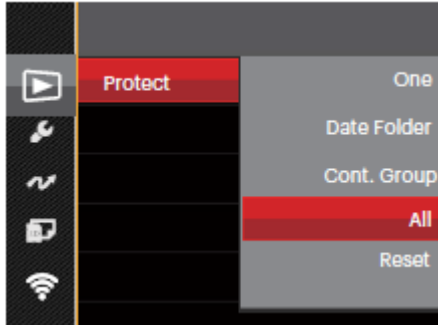 Protect
One
Date Folder
Cont. Group
All
Reset